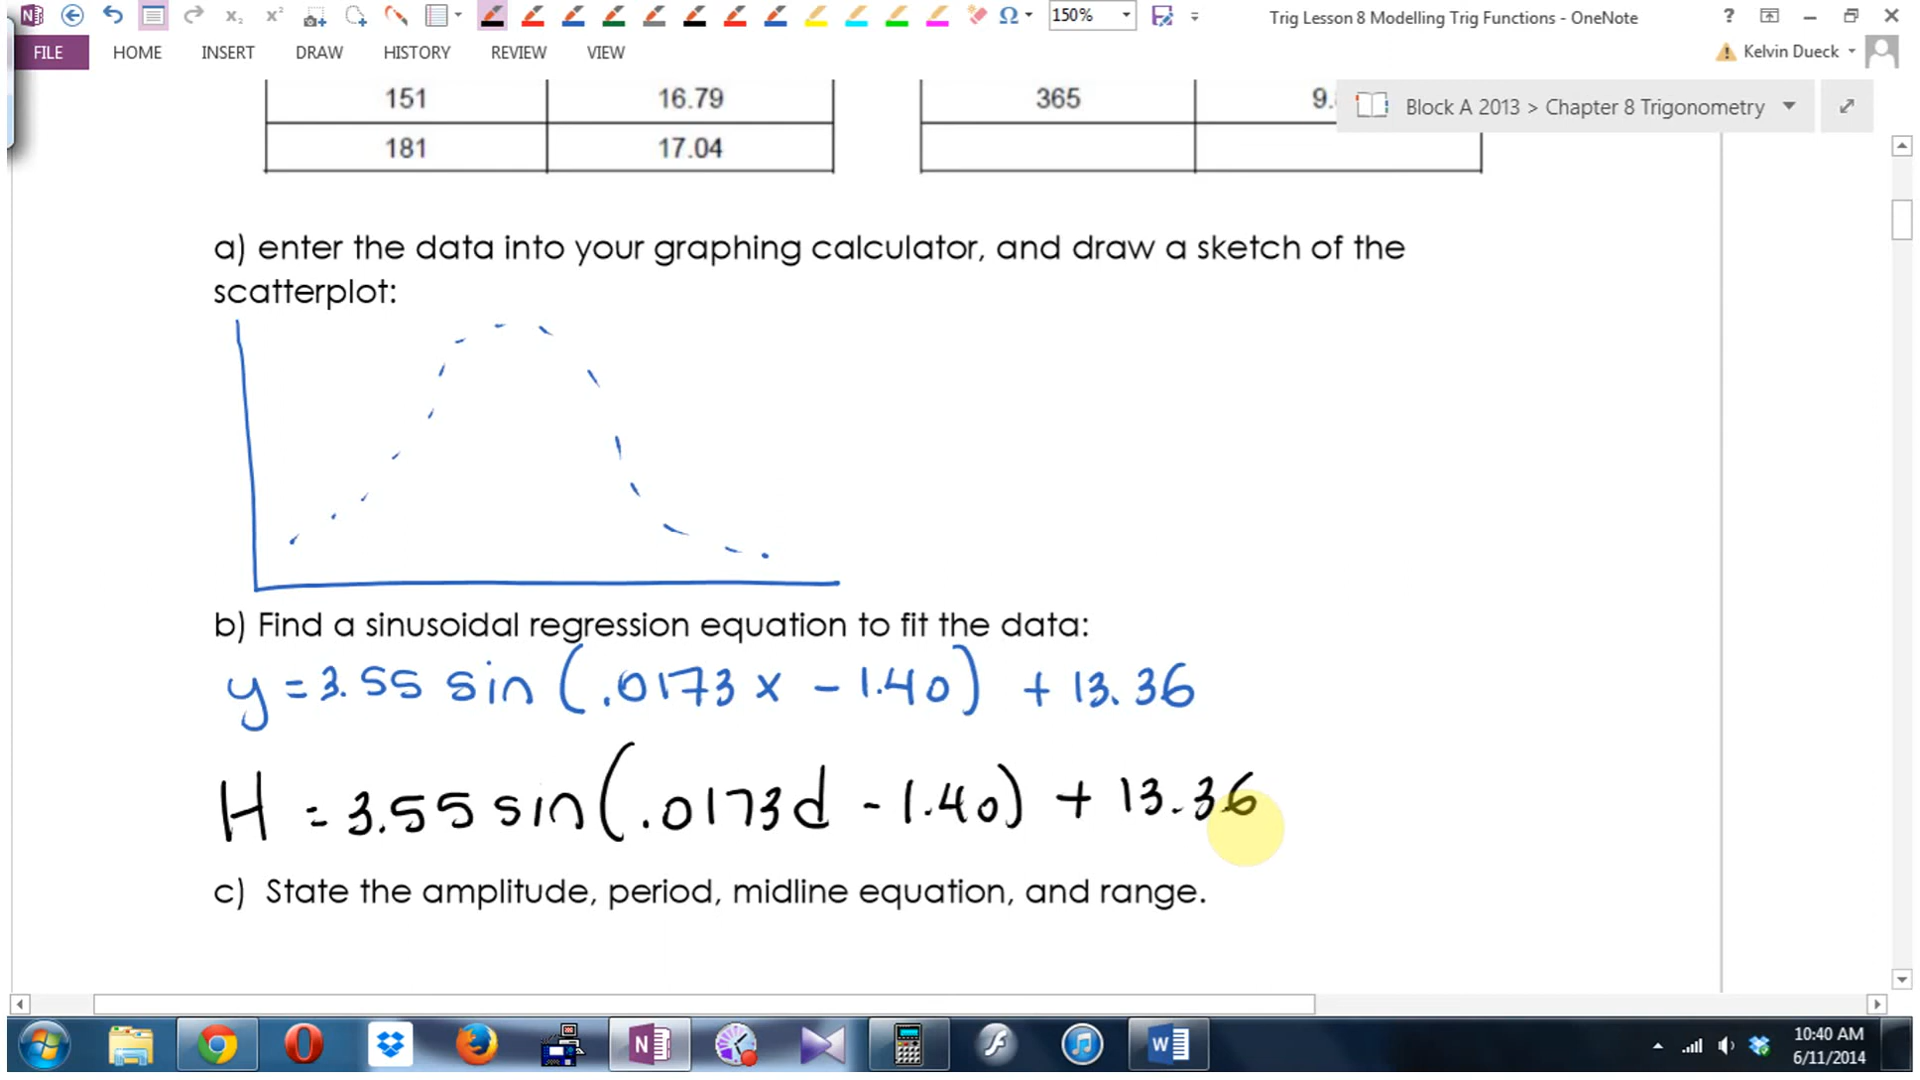 x₂ x² Ω 150% Trig Lesson 8 Modelling Trig Functions - OneNote ?
FILE HOME INSERT DRAW HISTORY REVIEW VIEW Kelvin Dueck
151 16.79 365 9. Block A 2013 > Chapter 8 Trigonometry
181 17.04
a) enter the data into your graphing calculator, and draw a sketch of the
scatterplot:
b) Find a sinusoidal regression equation to fit the data:
y = 3.55 sin (.0173 x - 1.40) + 13.36
H = 3.55 sin (.0173d - 1.40) + 13.36
c) State the amplitude, period, midline equation, and range.
10:40 AM
6/11/2014